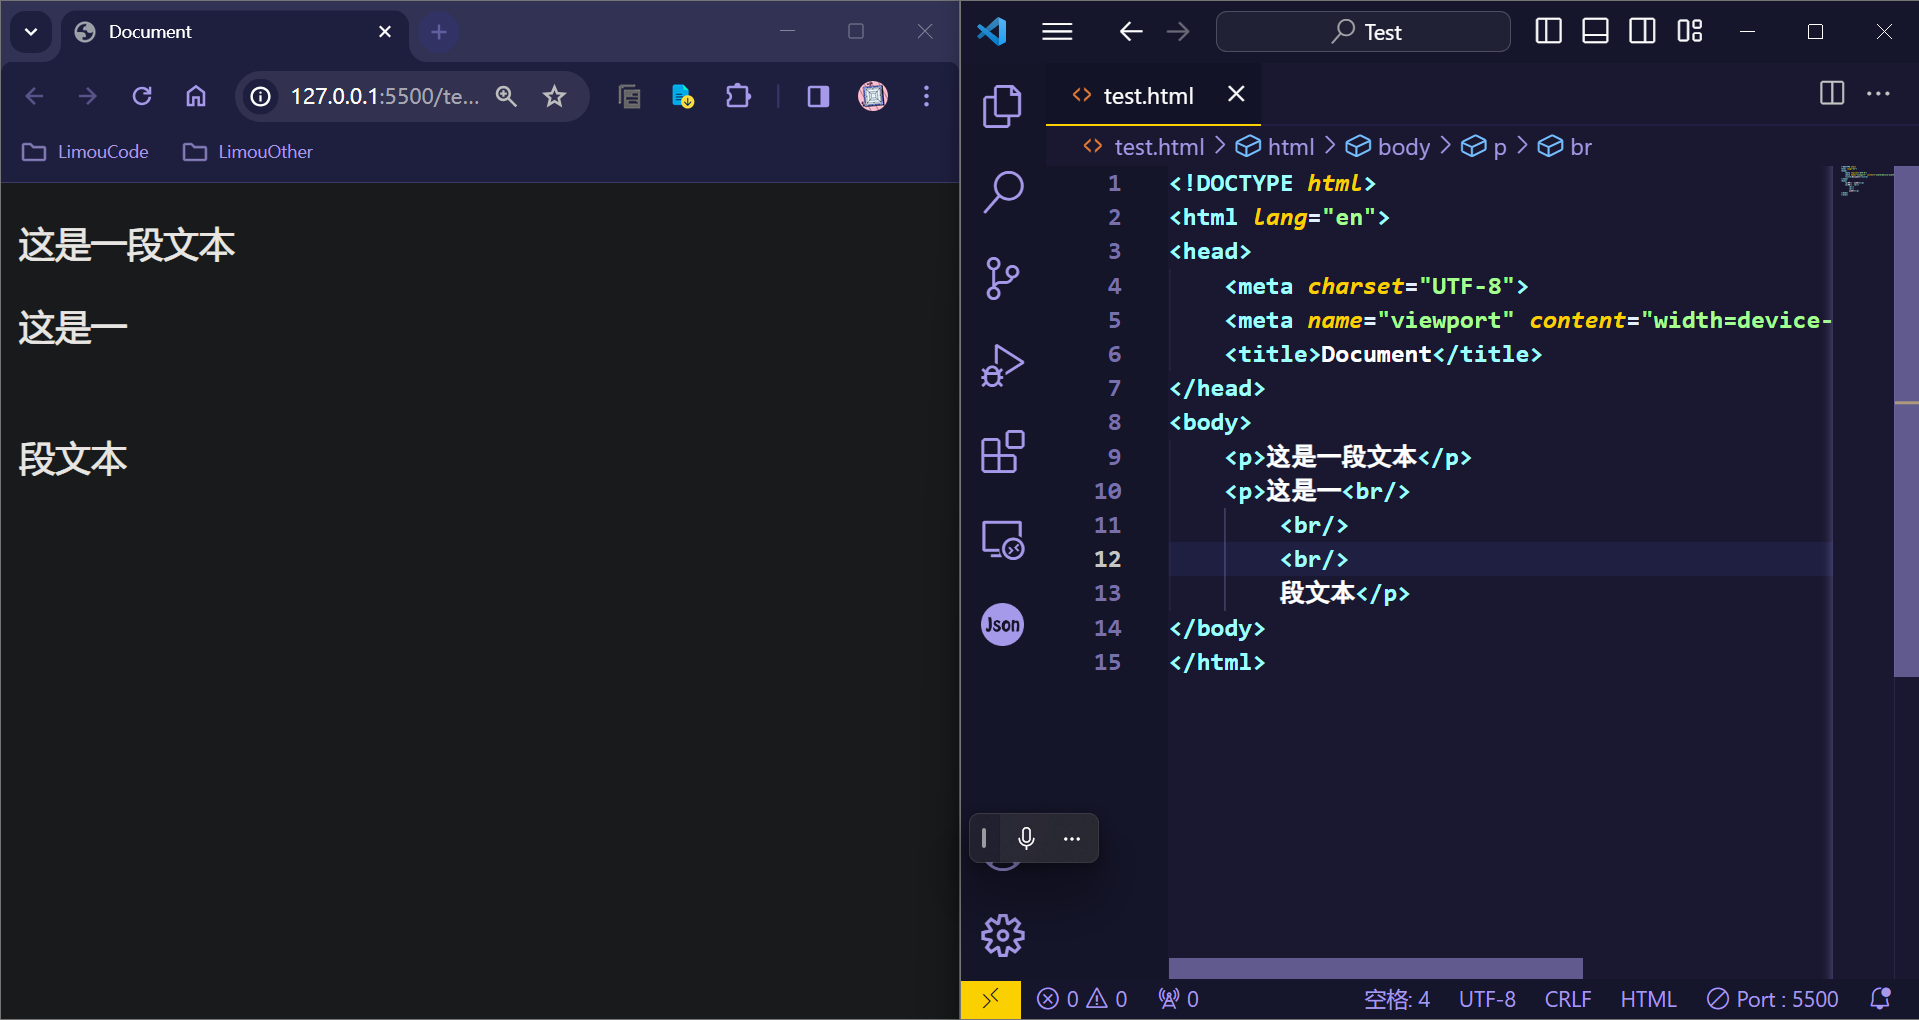 Document
127.0.0.1:5500/te...
LimouCode
LimouOther
这是一段文本
这是一
段文本
Test
test.html
test.html > html > body > p > br
1 <!DOCTYPE html>
2 <html lang="en">
3 <head>
4 <meta charset="UTF-8">
5 <meta name="viewport" content="width=device-
6 <title>Document</title>
7 </head>
8 <body>
9 <p>这是一段文本</p>
10 <p>这是一<br/>
11 <br/>
12 <br/>
13 段文本</p>
14 </body>
15 </html>
Json
0 0 0 空格: 4 UTF-8 CRLF HTML Port : 5500